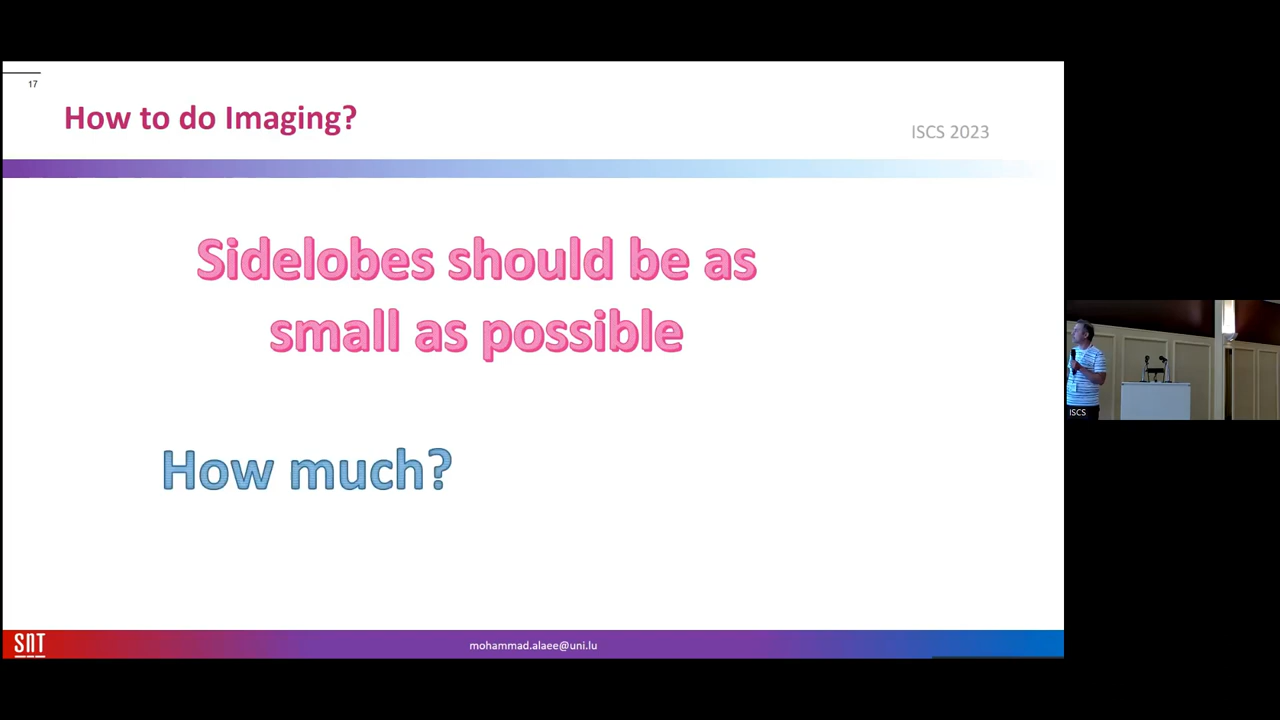 17
How to do Imaging?
ISCS 2023
Sidelobes should be as
small as possible
How much?
SNT
mohammad.alaee@uni.lu
ISCS